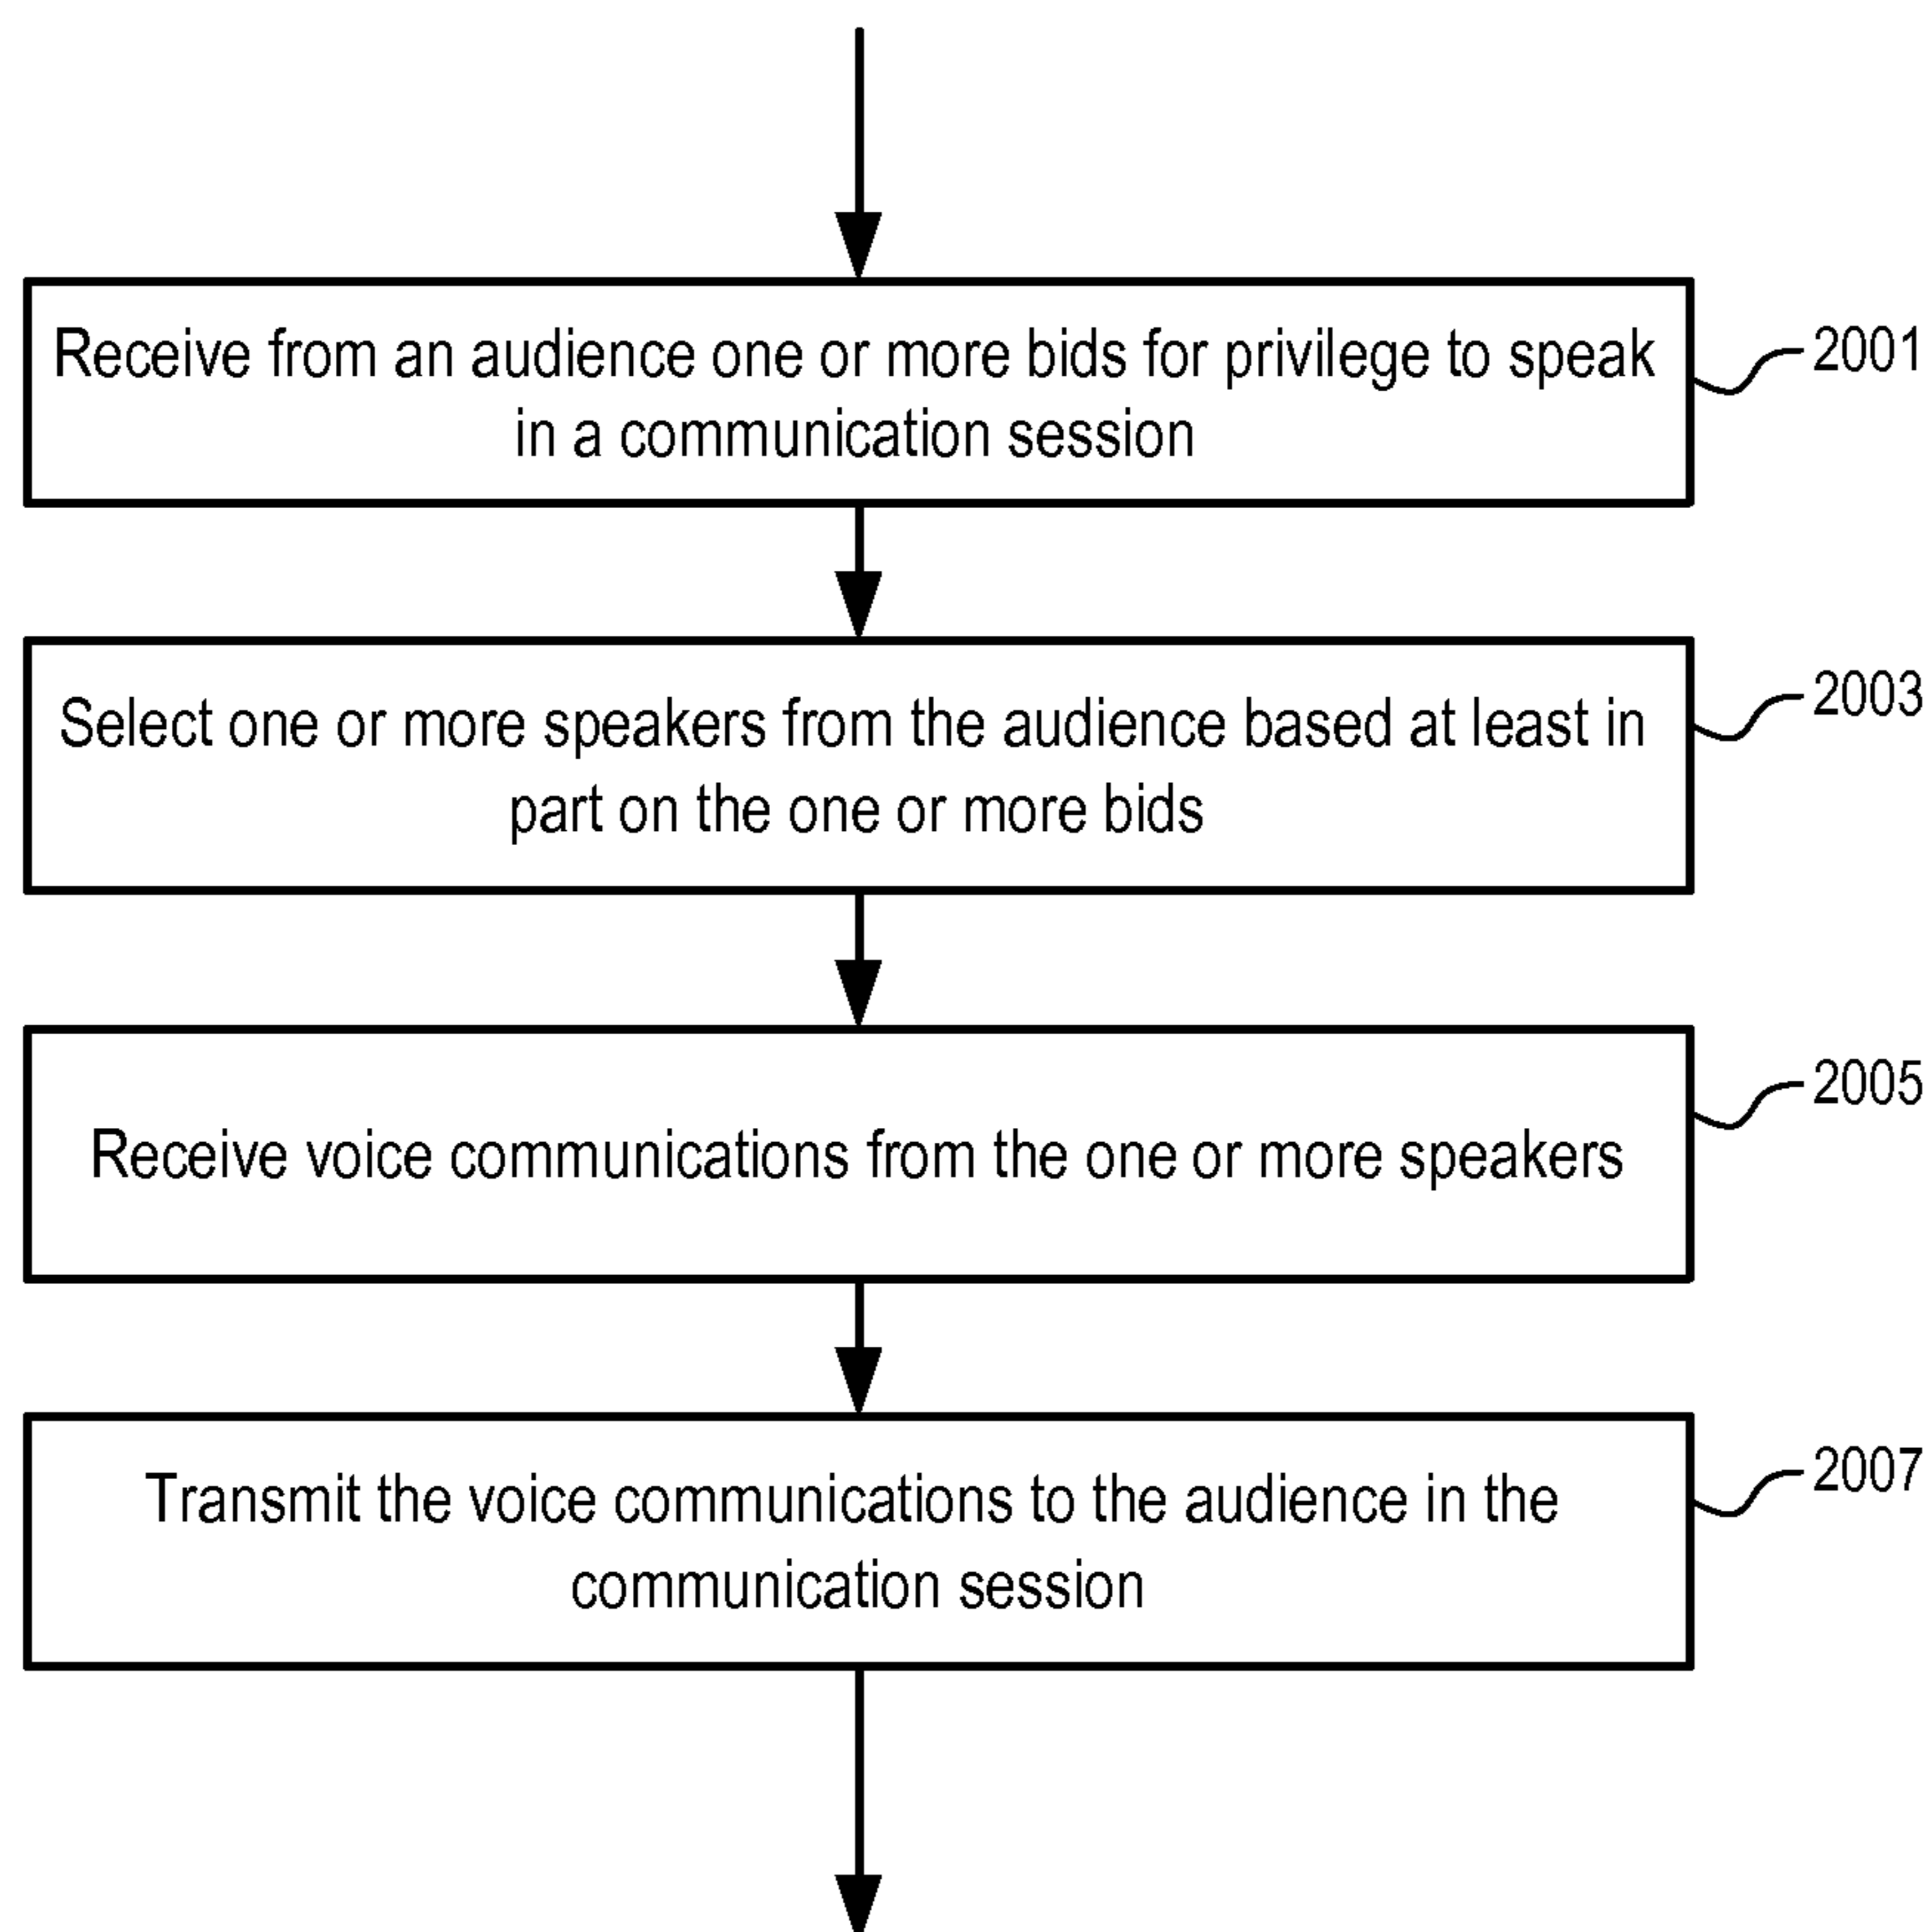 Receive from an audience one or more bids for privilege to speak
in a communication session
2001
Select one or more speakers from the audience based at least in
part on the one or more bids
2003
Receive voice communications from the one or more speakers
2005
Transmit the voice communications to the audience in the
communication session
2007